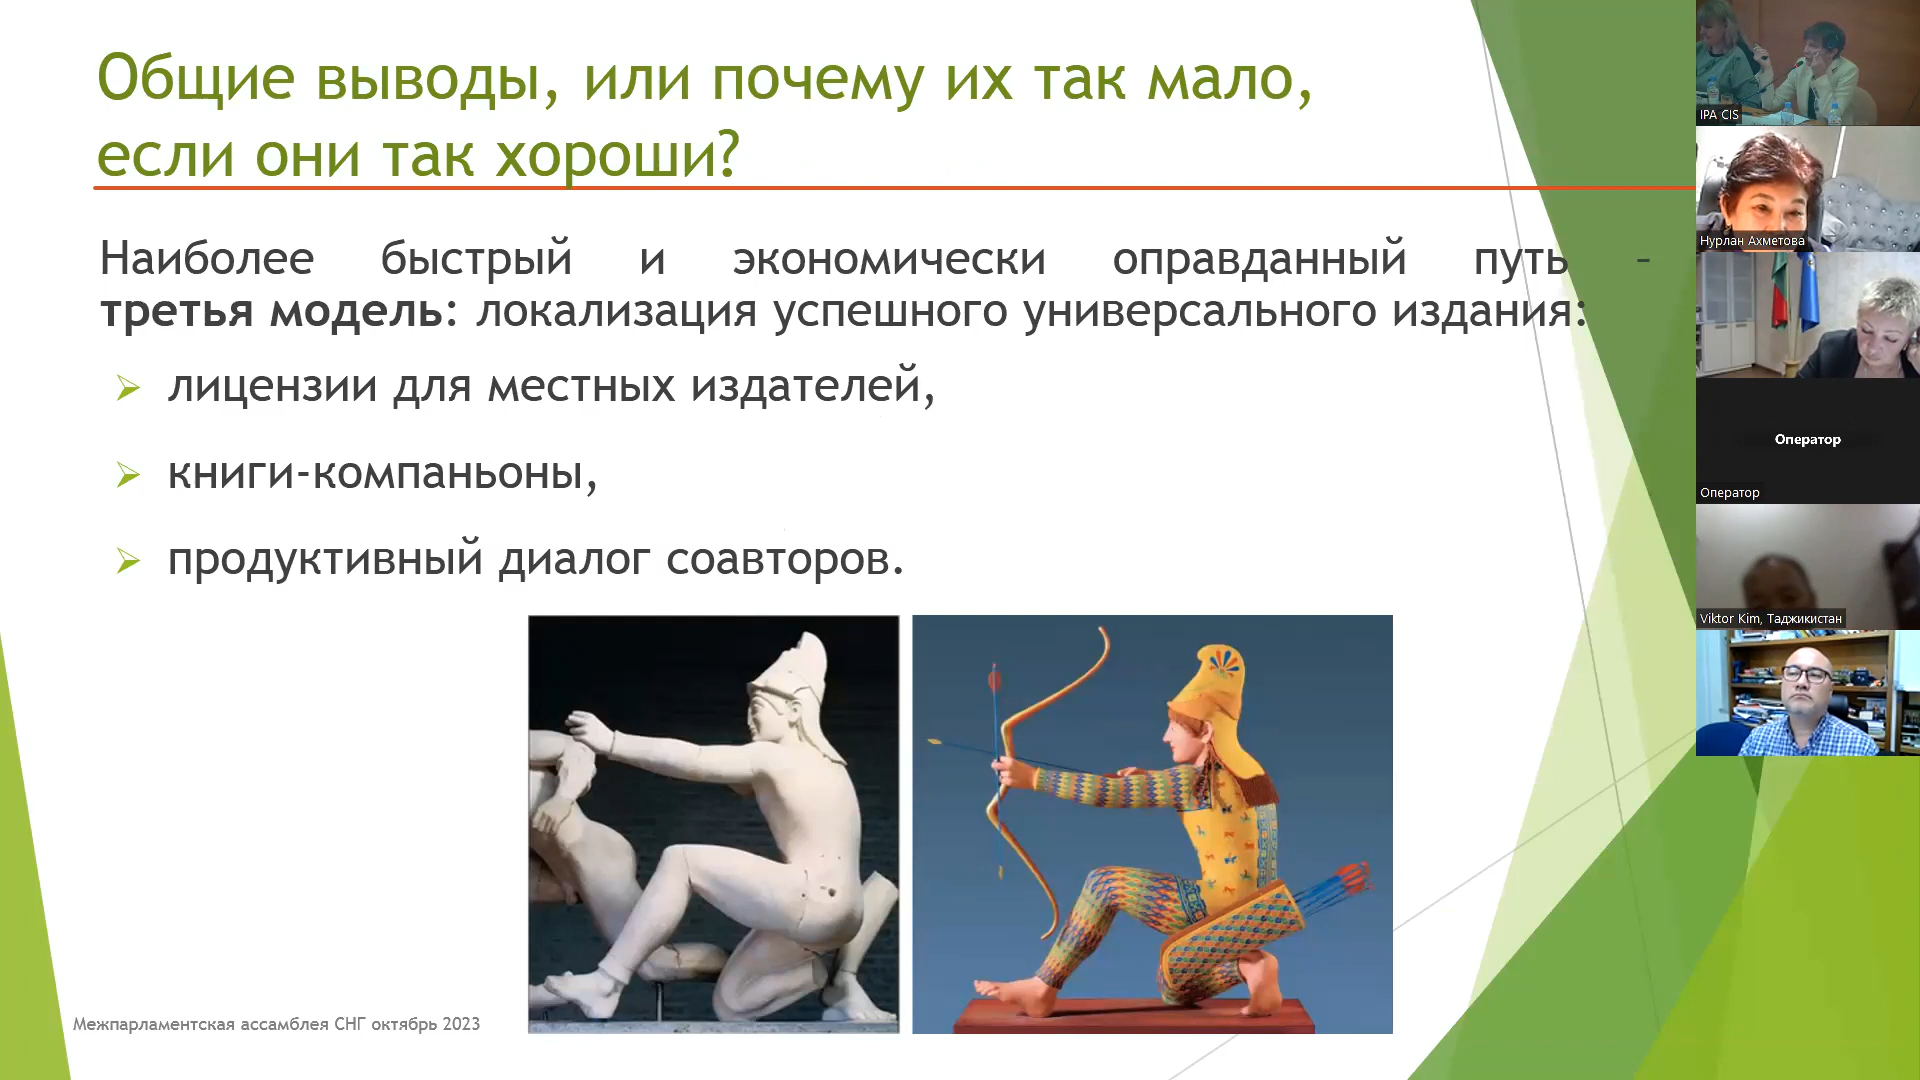 Общие выводы, или почему их так мало,
если они так хороши?
Наиболее быстрый и экономически оправданный путь -
третья модель: локализация успешного универсального издания:
лицензии для местных издателей,
книги-компаньоны,
продуктивный диалог соавторов.
Межпарламентская ассамблея СНГ октябрь 2023
IPA CIS
Нурлан Ахметова
Оператор
Оператор
Viktor Kim, Таджикистан